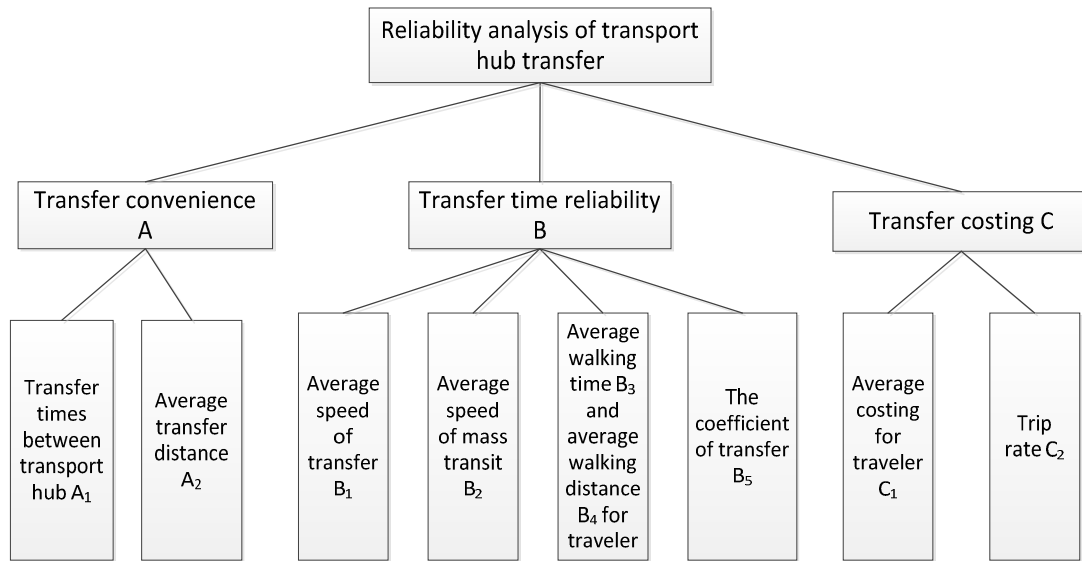 Reliability analysis of transport
hub transfer
Transfer convenience
A
Transfer time reliability
B
Transfer costing C
Transfer
times
between
transport
hub A₁
Average
transfer
distance
A₂
Average
speed
of
transfer
B₁
Average
speed
of mass
transit
B₂
Average
walking
time B₃
and
average
walking
distance
B₄ for
traveler
The
coefficient
of transfer
B₅
Average
costing
for
traveler
C₁
Trip
rate C₂